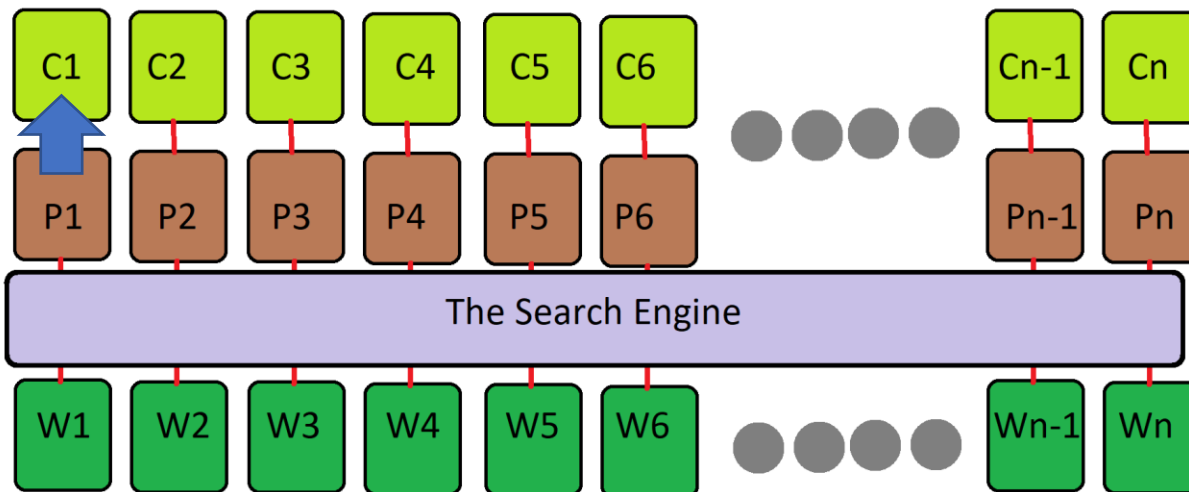 C1 C2 C3 C4 C5 C6 Cn-1 Cn
P1 P2 P3 P4 P5 P6 Pn-1 Pn
The Search Engine
W1 W2 W3 W4 W5 W6 Wn-1 Wn